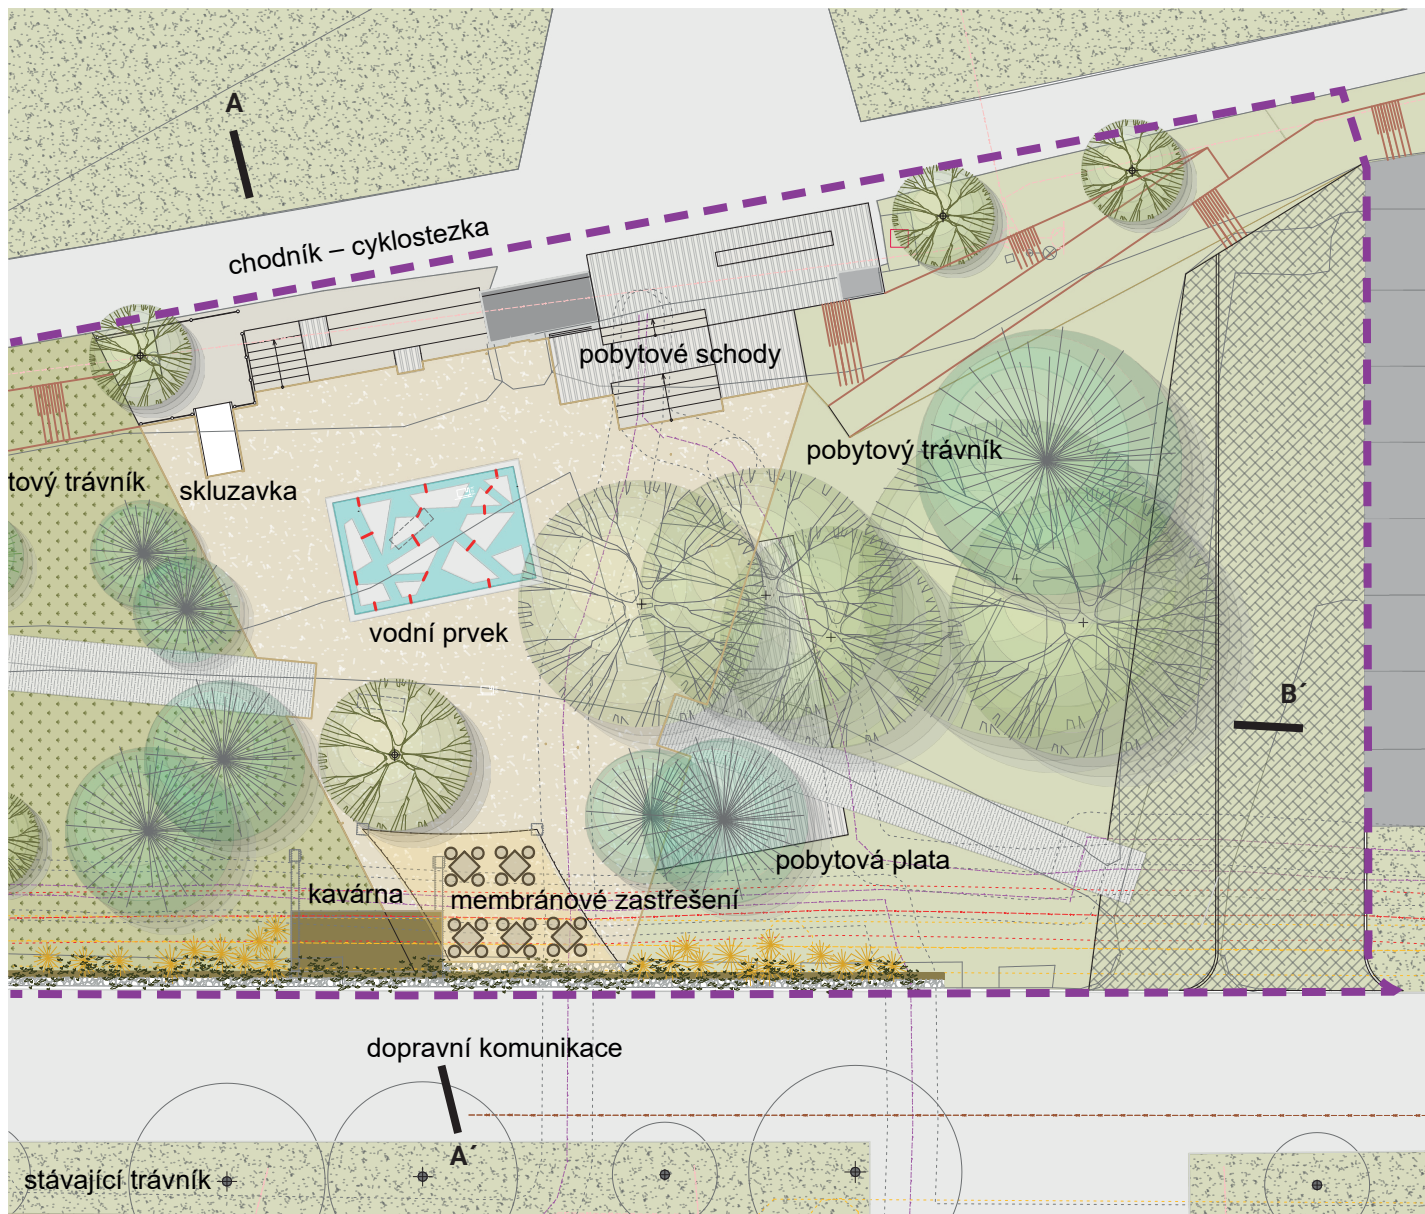 A
chodník – cyklostezka
pobytové schody
pobytový trávník
tový trávník
skluzavka
vodní prvek
B´
pobytová plata
kavárna
membránové zastřešení
dopravní komunikace
A´
stávající trávník